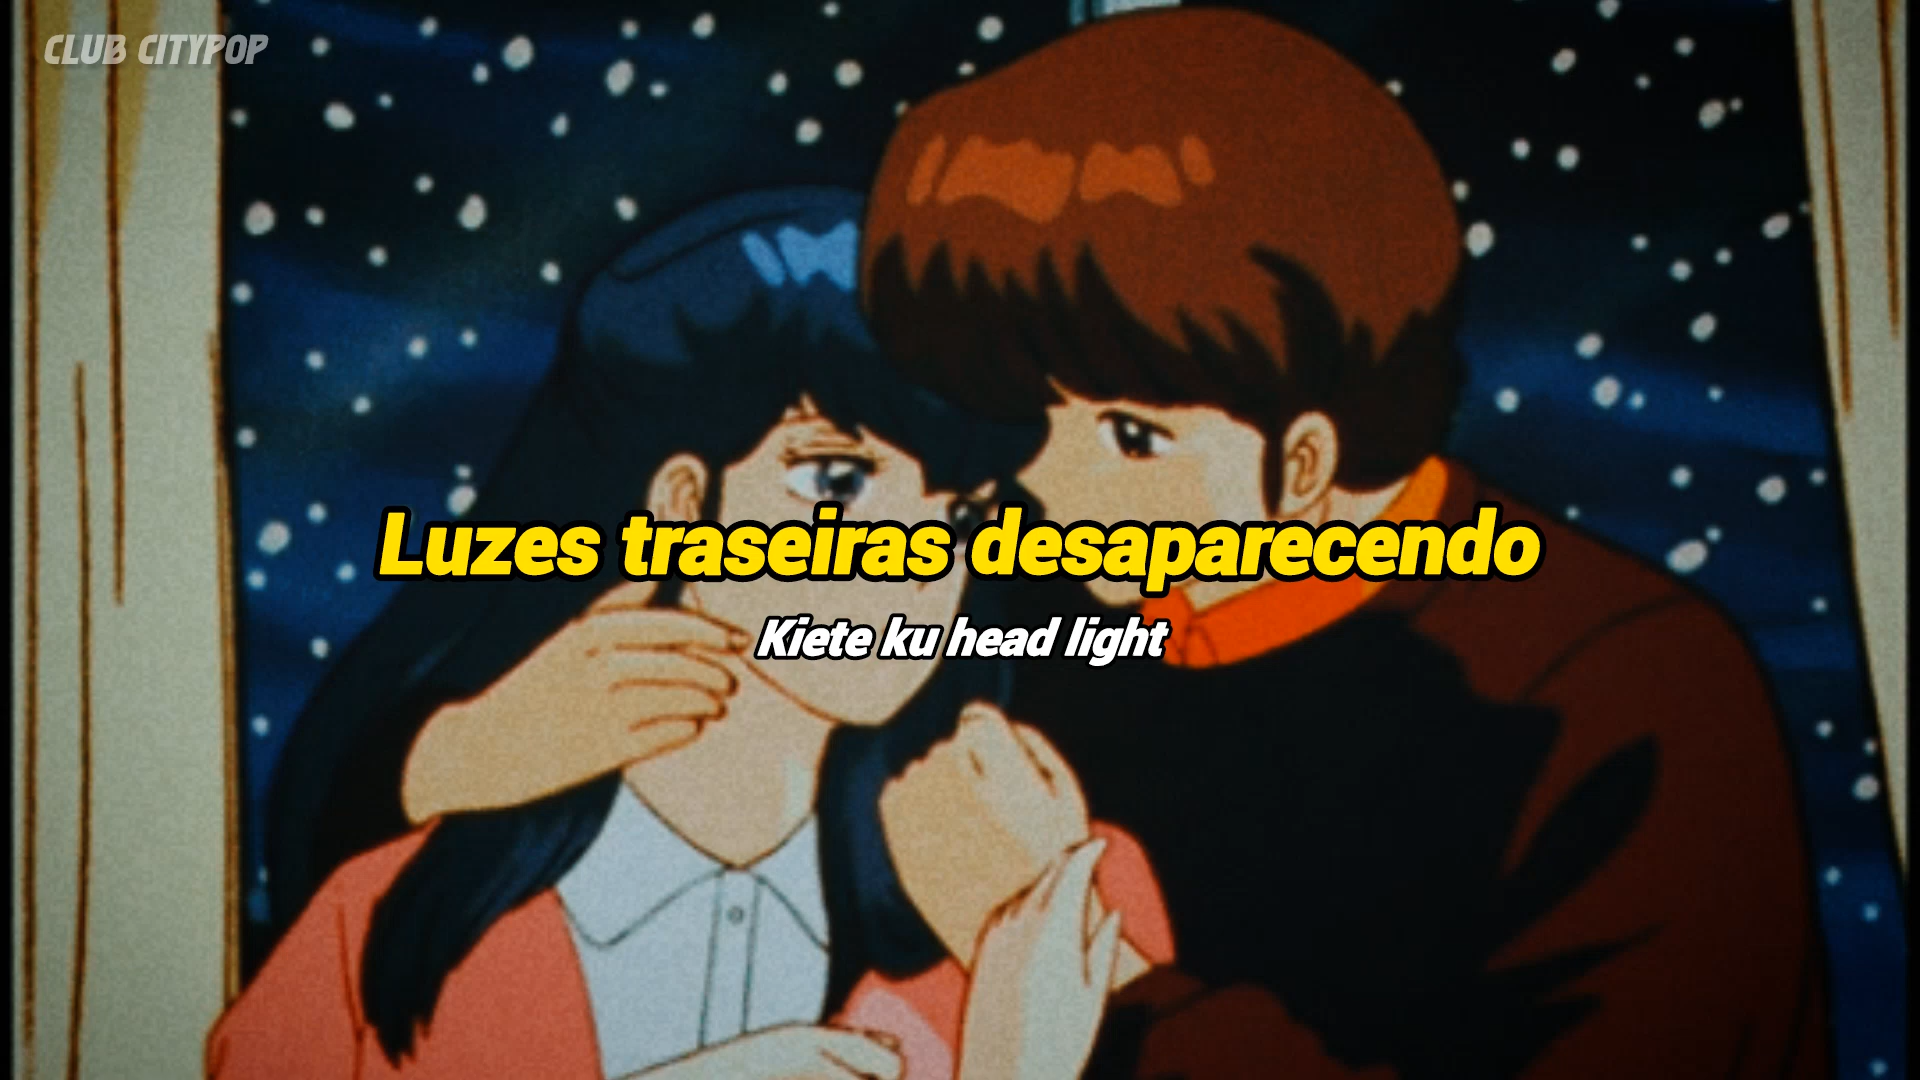 CLUB CITYPOP
Luzes traseiras desaparecendo
Kiete ku head light